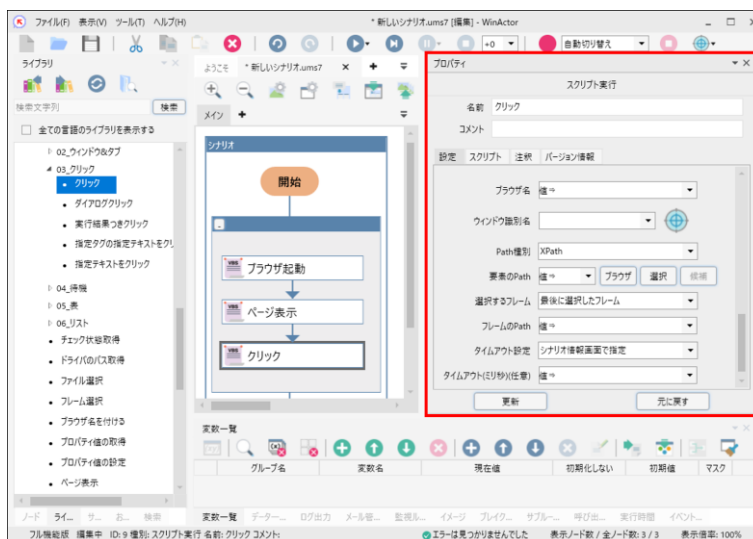 ファイル(F) 表示(V) ツール(T) ヘルプ(H)
* 新しいシナリオ.ums7 [編集] - WinActor
+0
自動切り替え
ライブラリ
検索文字列
検索
全ての言語のライブラリを表示する
02_ウィンドウ&タブ
03_クリック
クリック
ダイアログクリック
実行結果つきクリック
指定タグの指定テキストをクリ
指定テキストをクリック
04_待機
05_表
06_リスト
チェック状態取得
ドライバのパス取得
ファイル選択
フレーム選択
ブラウザ名を付ける
プロパティ値の取得
プロパティ値の設定
ページ表示
ノード ライ... サ... お... 検索
ようこそ * 新しいシナリオ.ums7
メイン
シナリオ
開始
ブラウザ起動
ページ表示
クリック
プロパティ
スクリプト実行
名前 クリック
コメント
設定 スクリプト 注釈 バージョン情報
ブラウザ名 値⇒
ウィンドウ識別名
Path種別 XPath
要素のPath 値⇒ ブラウザ 選択 候補
選択するフレーム 最後に選択したフレーム
フレームのPath 値⇒
タイムアウト設定 シナリオ情報画面で指定
タイムアウト(ミリ秒)(任意) 値⇒
更新 元に戻す
変数一覧
グループ名 変数名 現在値 初期化しない 初期値 マスク
変数一覧 データー... ログ出力 メール管... 監視ル... イメージ ブレイク... サブルー... 呼び出... 実行時間 イベント...
フル機能版 編集中 ID: 9 種別: スクリプト実行 名前: クリック コメント:
エラーは見つかりませんでした 表示ノード数 / 全ノード数: 3 / 3 表示倍率: 100%